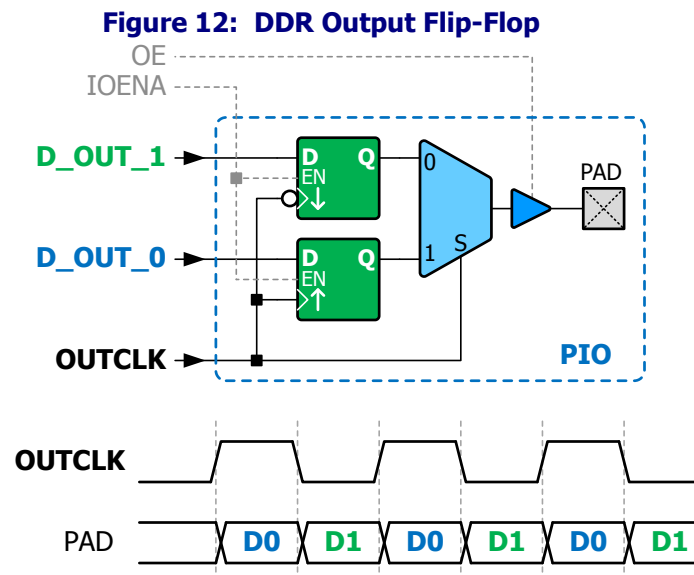 Figure 12: DDR Output Flip-Flop
OE
IOENA
D_OUT_1
D Q
EN
↓
0
PAD
D_OUT_0
D Q
EN
↑
1 S
OUTCLK
PIO
OUTCLK
PAD D0 D1 D0 D1 D0 D1